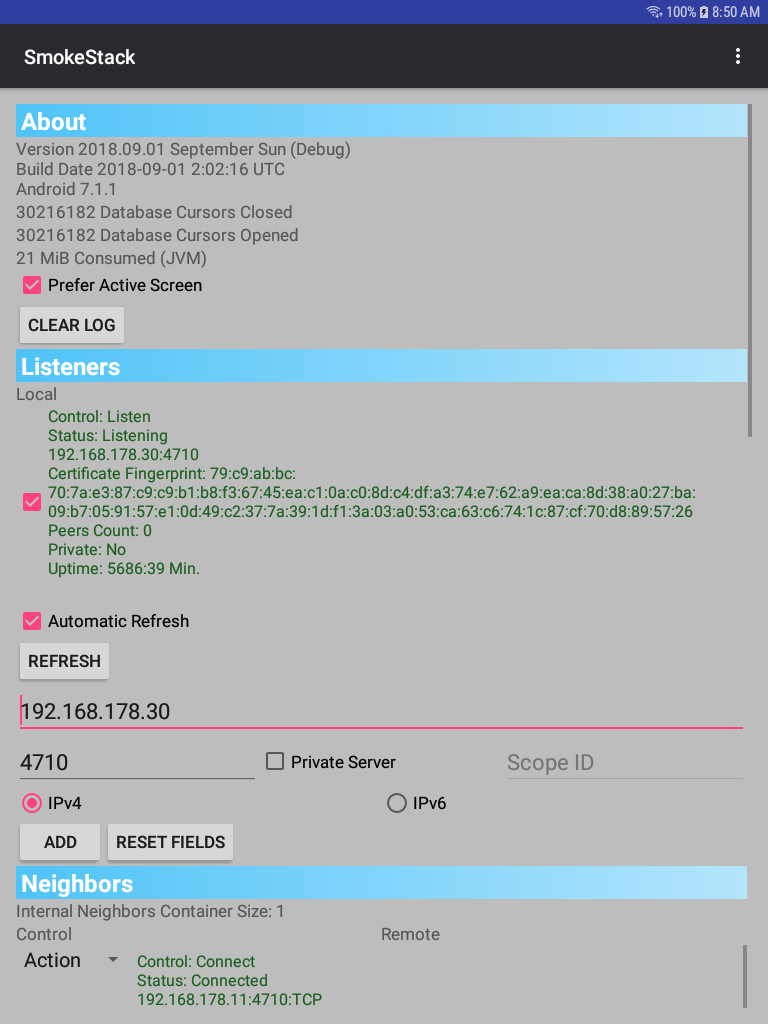 100% 8:50 AM
SmokeStack
About
Version 2018.09.01 September Sun (Debug)
Build Date 2018-09-01 2:02:16 UTC
Android 7.1.1
30216182 Database Cursors Closed
30216182 Database Cursors Opened
21 MiB Consumed (JVM)
Prefer Active Screen
CLEAR LOG
Listeners
Local
Control: Listen
Status: Listening
192.168.178.30:4710
Certificate Fingerprint: 79:c9:ab:bc:
70:7a:e3:87:c9:c9:b1:b8:f3:67:45:ea:c1:0a:c0:8d:c4:df:a3:74:e7:62:a9:ea:ca:8d:38:a0:27:ba:
09:b7:05:91:57:e1:0d:49:c2:37:7a:39:1d:f1:3a:03:a0:53:ca:63:c6:74:1c:87:cf:70:d8:89:57:26
Peers Count: 0
Private: No
Uptime: 5686:39 Min.
Automatic Refresh
REFRESH
192.168.178.30
4710 Private Server Scope ID
IPv4 IPv6
ADD RESET FIELDS
Neighbors
Internal Neighbors Container Size: 1
Control Remote
Action Control: Connect
Status: Connected
192.168.178.11:4710:TCP